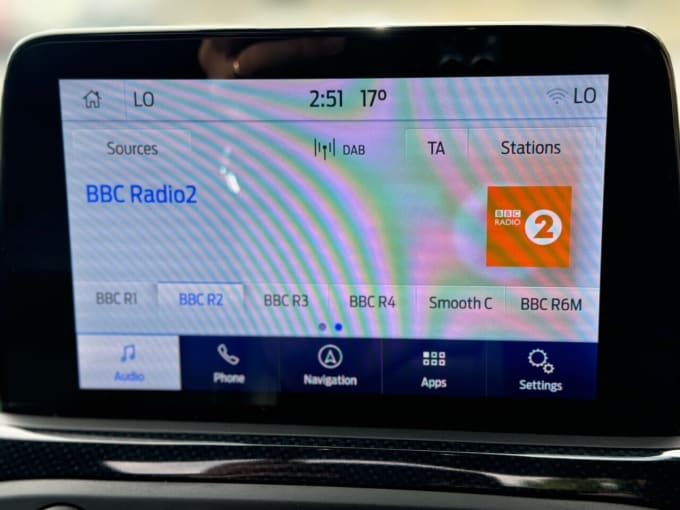 LO 2:51 17° LO
Sources DAB TA Stations
BBC Radio2
BBC
RADIO 2
BBC R1 BBC R2 BBC R3 BBC R4 Smooth C BBC R6M
Audio Phone Navigation Apps Settings